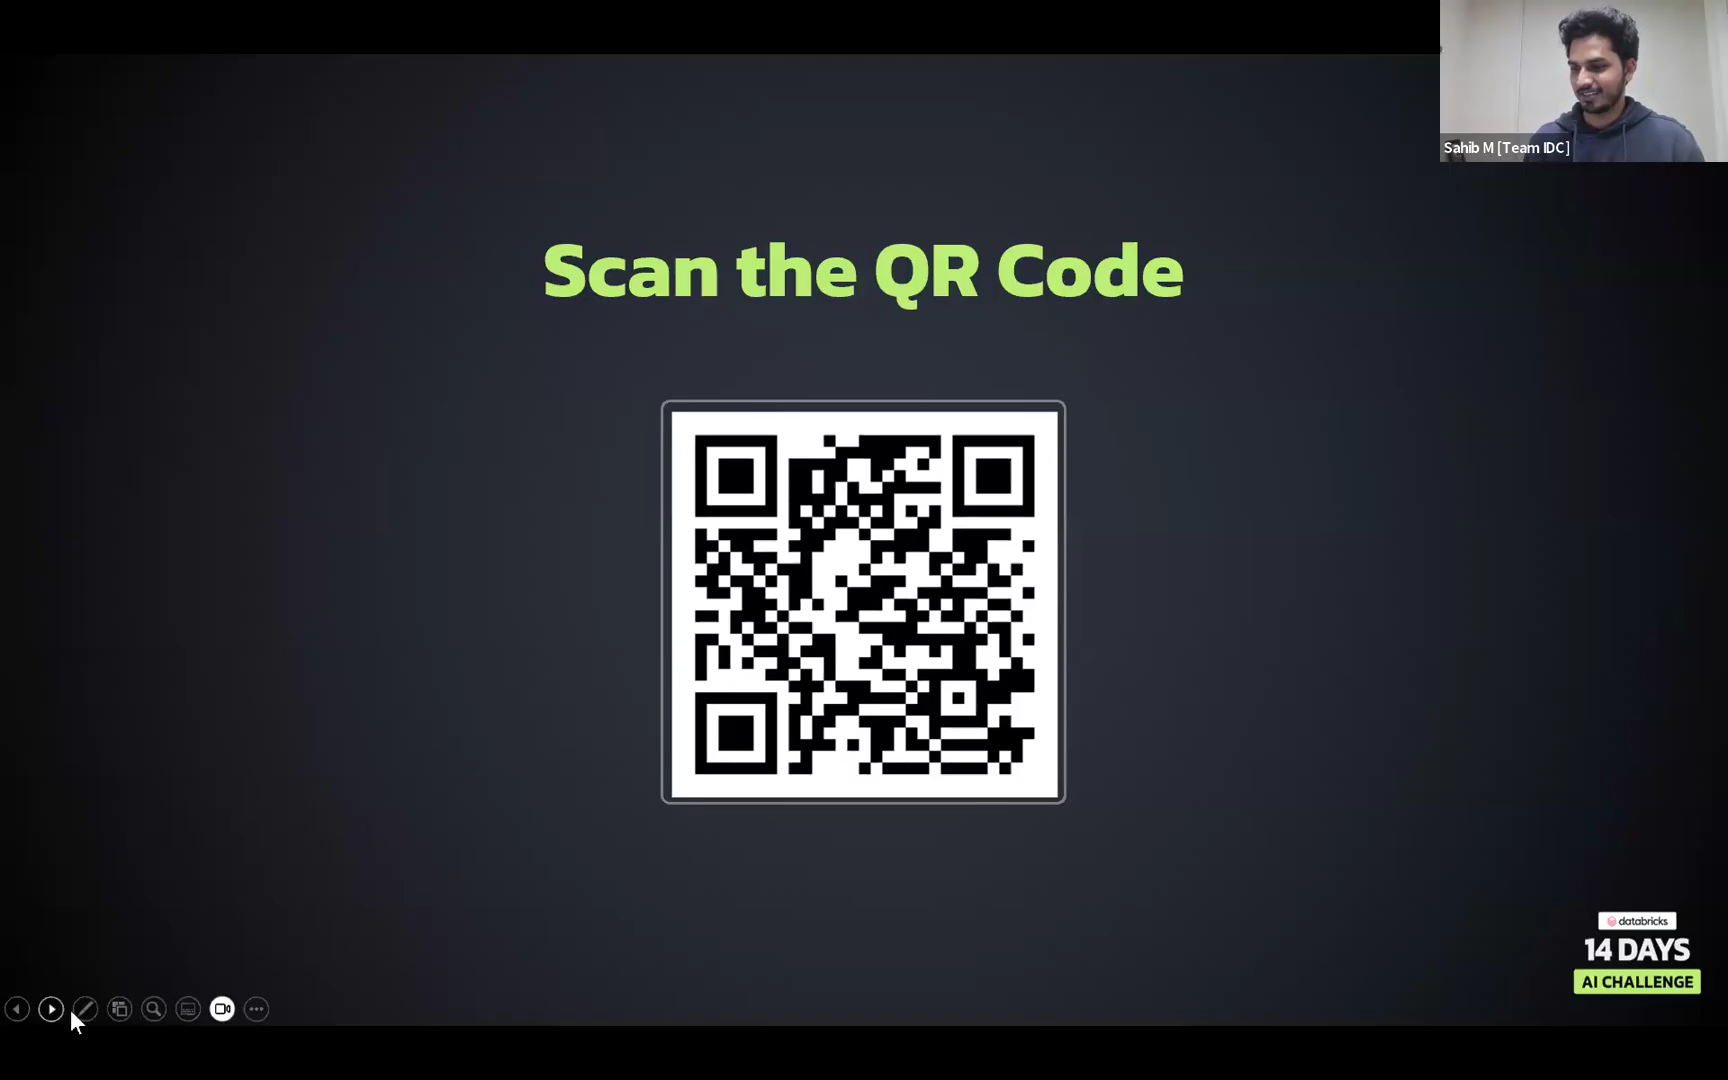 Sahib M [Team IDC]
Scan the QR Code
databricks
14 DAYS
AI CHALLENGE